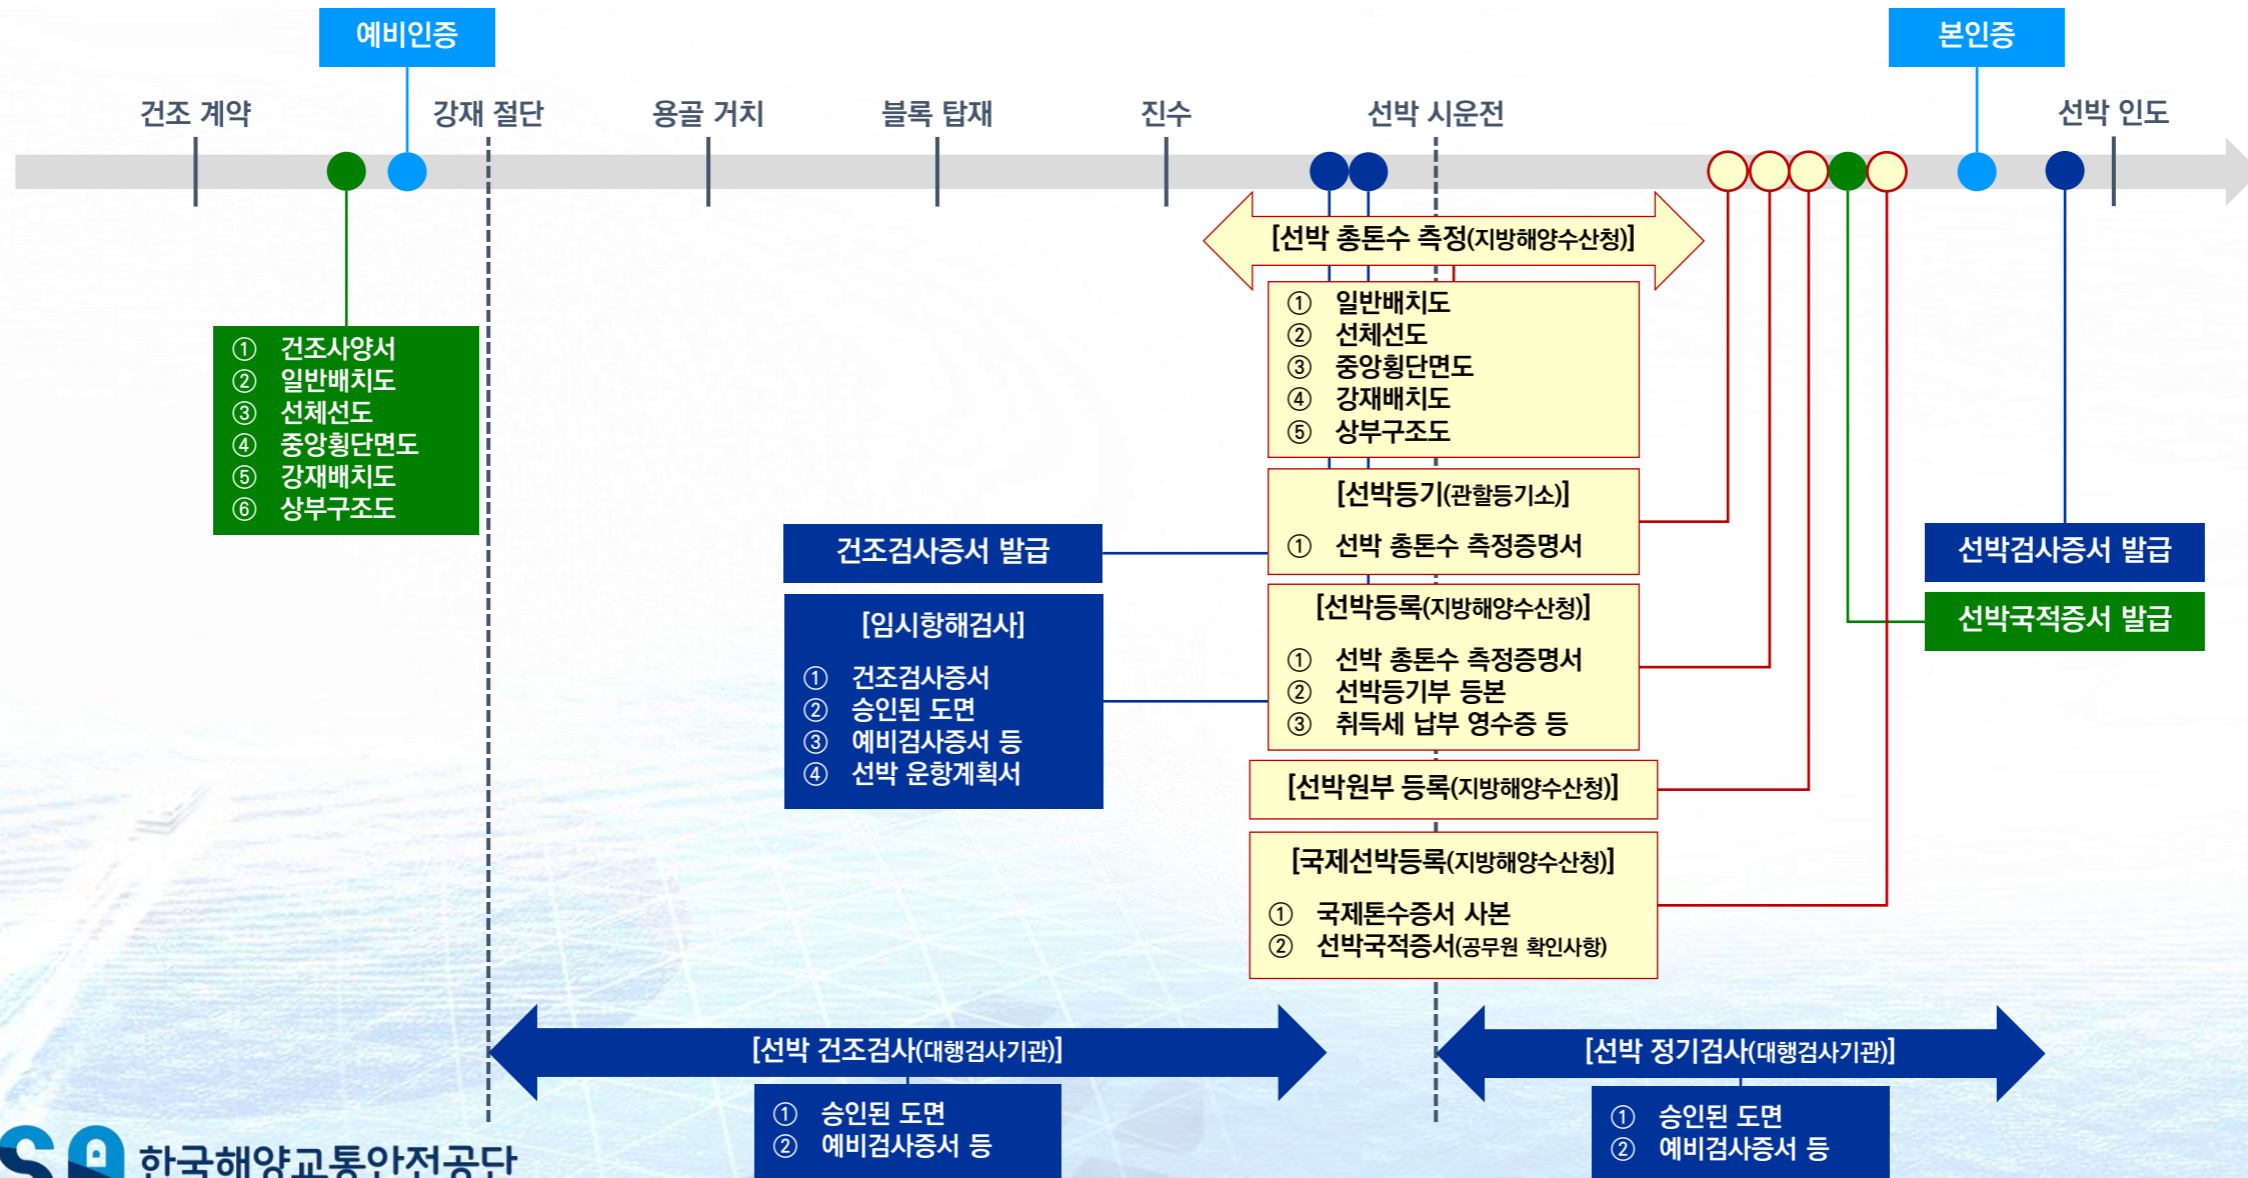 예비인증
본인증
건조 계약
강재 절단
용골 거치
블록 탑재
진수
선박 시운전
선박 인도
[선박 총톤수 측정(지방해양수산청)]
① 일반배치도
② 선체선도
③ 중앙횡단면도
④ 강재배치도
⑤ 상부구조도
① 건조사양서
② 일반배치도
③ 선체선도
④ 중앙횡단면도
⑤ 강재배치도
⑥ 상부구조도
[선박등기(관할등기소)]
① 선박 총톤수 측정증명서
건조검사증서 발급
선박검사증서 발급
[임시항해검사]
① 건조검사증서
② 승인된 도면
③ 예비검사증서 등
④ 선박 운항계획서
[선박등록(지방해양수산청)]
① 선박 총톤수 측정증명서
② 선박등기부 등본
③ 취득세 납부 영수증 등
선박국적증서 발급
[선박원부 등록(지방해양수산청)]
[국제선박등록(지방해양수산청)]
① 국제톤수증서 사본
② 선박국적증서(공무원 확인사항)
[선박 건조검사(대행검사기관)]
① 승인된 도면
② 예비검사증서 등
[선박 정기검사(대행검사기관)]
① 승인된 도면
② 예비검사증서 등
한국해양교통안전공단